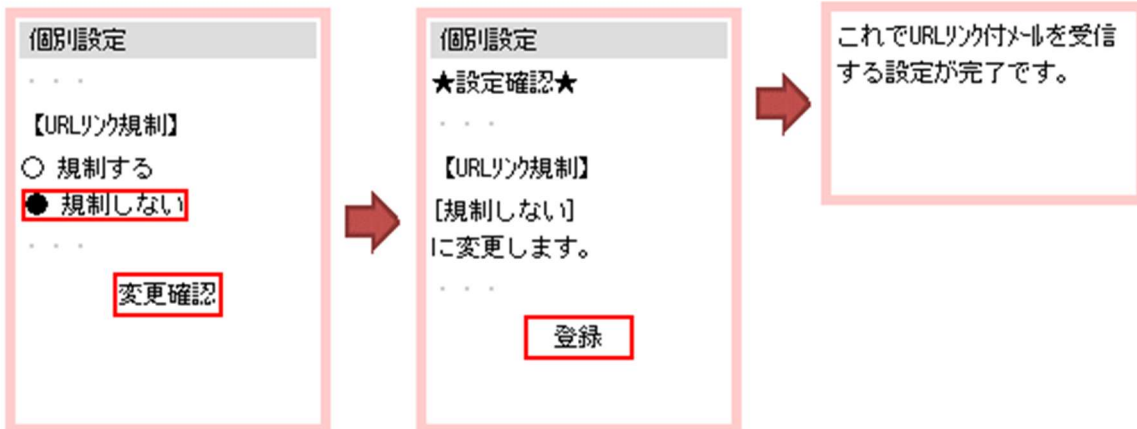 個別設定
・・・
【URLリンク規制】
○ 規制する
● 規制しない
・・・
変更確認
個別設定
★設定確認★
・・・
【URLリンク規制】
[規制しない]
に変更します。
・・・
登録
これでURLリンク付メールを受信
する設定が完了です。